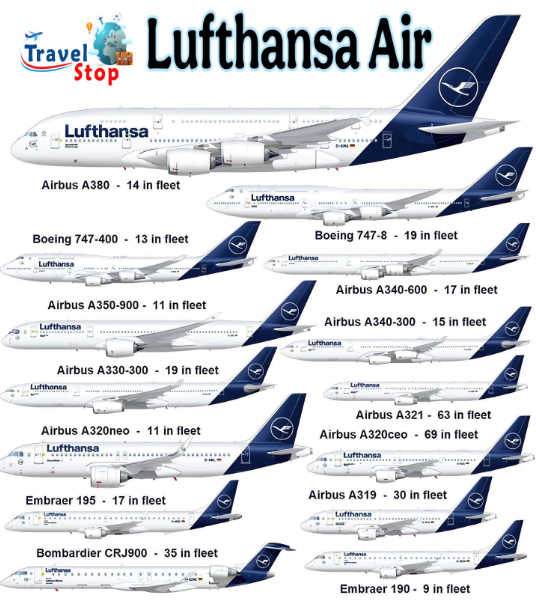 Travel
Stop
Lufthansa Air
Lufthansa
Airbus A380 - 14 in fleet
Lufthansa
Boeing 747-400 - 13 in fleet
Boeing 747-8 - 19 in fleet
Lufthansa
Lufthansa
Airbus A350-900 - 11 in fleet
Airbus A340-600 - 17 in fleet
Lufthansa
Airbus A340-300 - 15 in fleet
Lufthansa
Airbus A330-300 - 19 in fleet
Lufthansa
Lufthansa
Airbus A320neo - 11 in fleet
Airbus A321 - 63 in fleet
Airbus A320ceo - 69 in fleet
Lufthansa
Lufthansa
Embraer 195 - 17 in fleet
Airbus A319 - 30 in fleet
Lufthansa
Lufthansa
Bombardier CRJ900 - 35 in fleet
Lufthansa
Lufthansa
Embraer 190 - 9 in fleet